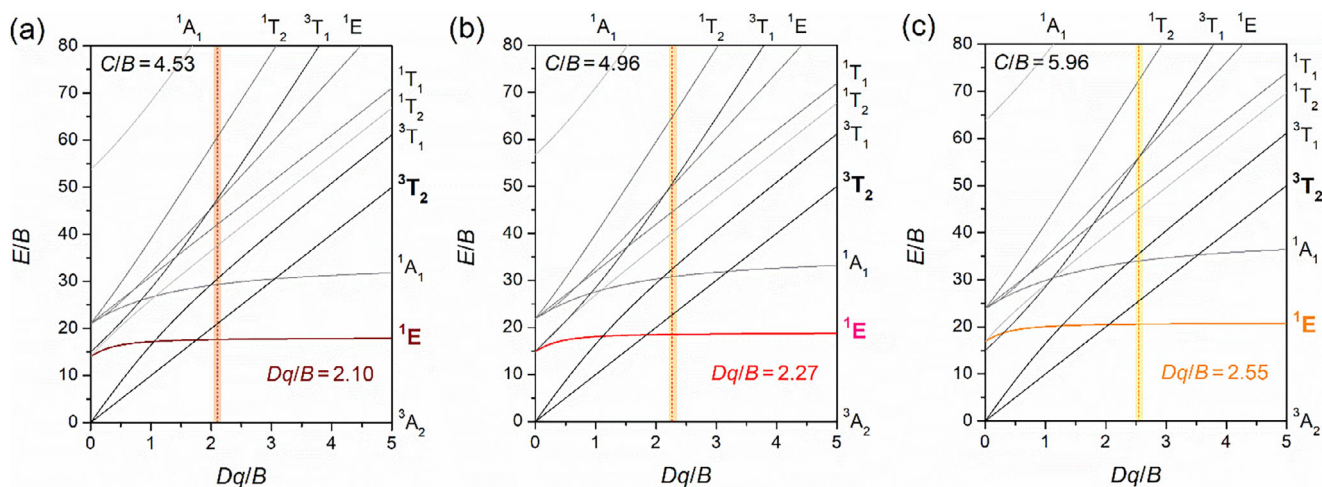 (a)
¹A₁ ¹T₂ ³T₁ ¹E
C/B = 4.53
80
70
60
50
40
30
20
10
0
E/B
¹T₁
¹T₂
³T₁
³T₂
¹A₁
¹E
³A₂
Dq/B = 2.10
0 1 2 3 4 5
Dq/B
(b)
¹A₁ ¹T₂ ³T₁ ¹E
C/B = 4.96
80
70
60
50
40
30
20
10
0
E/B
¹T₁
¹T₂
³T₁
³T₂
¹A₁
¹E
³A₂
Dq/B = 2.27
0 1 2 3 4 5
Dq/B
(c)
¹A₁ ¹T₂ ³T₁ ¹E
C/B = 5.96
80
70
60
50
40
30
20
10
0
E/B
¹T₁
¹T₂
³T₁
³T₂
¹A₁
¹E
³A₂
Dq/B = 2.55
0 1 2 3 4 5
Dq/B